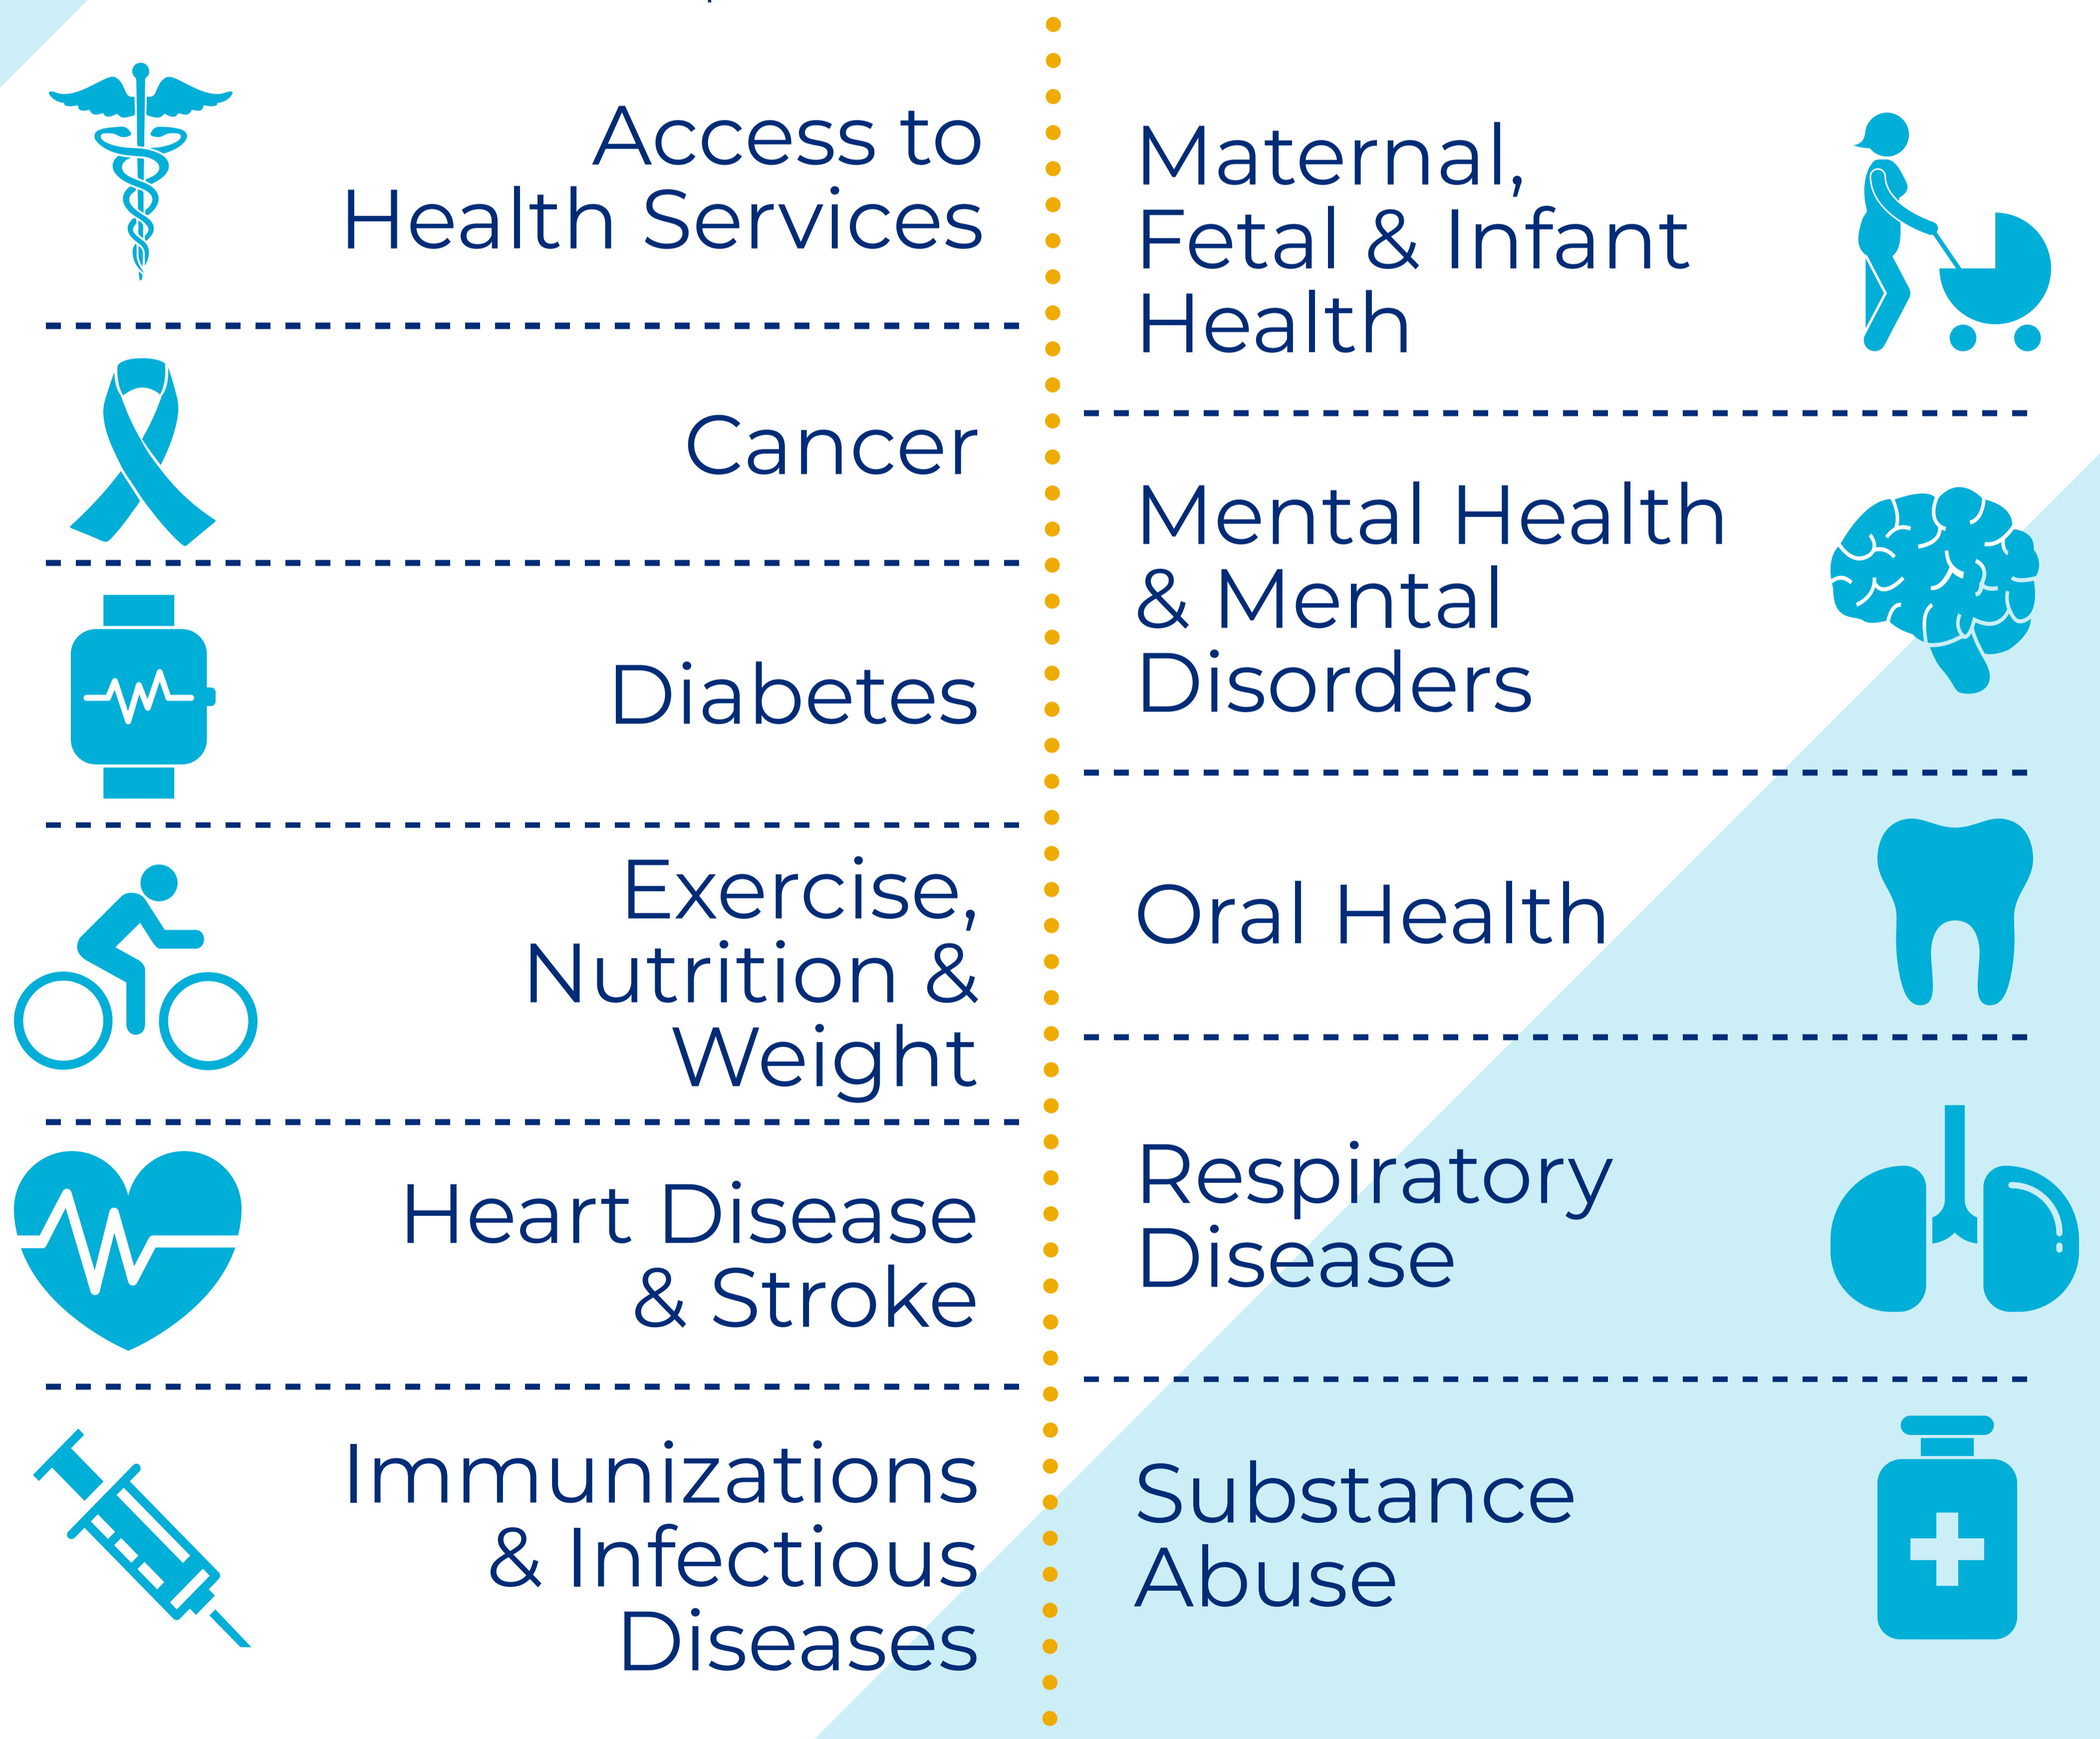 Access to
Health Services
Cancer
Diabetes
Exercise,
Nutrition &
Weight
Heart Disease
& Stroke
Immunizations
& Infectious
Diseases
Maternal,
Fetal & Infant
Health
Mental Health
& Mental
Disorders
Oral Health
Respiratory
Disease
Substance
Abuse